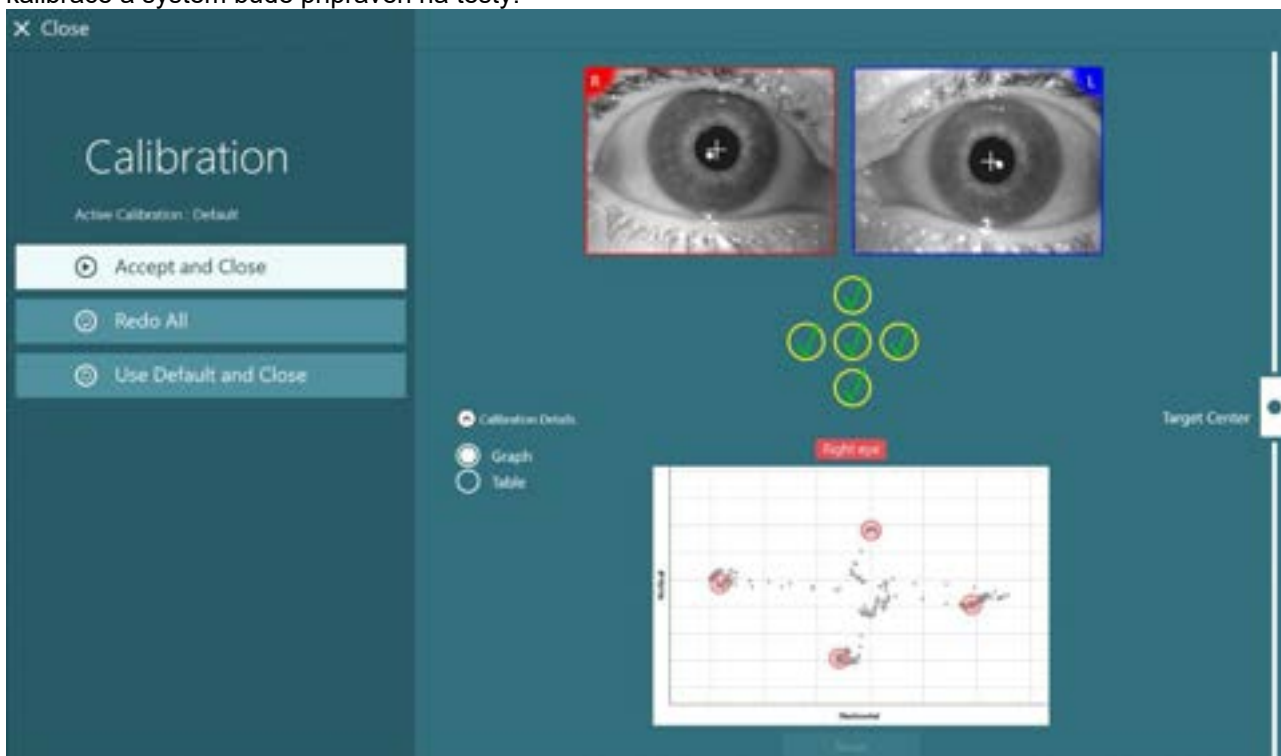 kalibrace a systém bude připraven na testy.
X Close
R
L
Calibration
Active Calibration : Default
Accept and Close
Redo All
Use Default and Close
Calibration Details
Graph
Table
Target Center
Right eye
Vertical
Horizontal